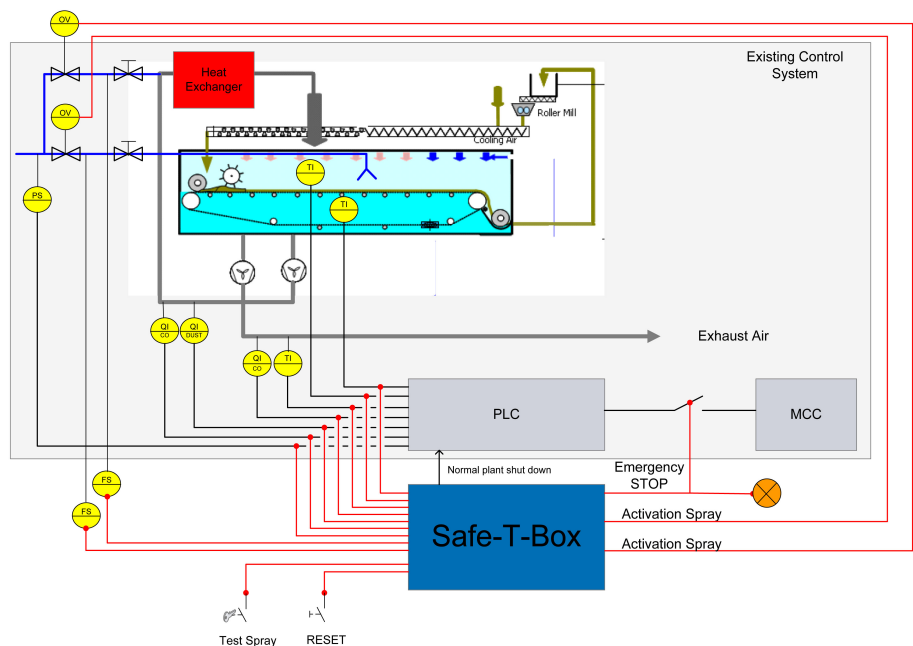 OV
Existing Control
System
Heat
Exchanger
Roller Mill
OV
Cooling Air
TI
PS
TI
QI
CO
QI
DUST
Exhaust Air
QI
CO
TI
PLC
MCC
Normal plant shut down
Emergency
STOP
FS
FS
Safe-T-Box
Activation Spray
Activation Spray
Test Spray
RESET